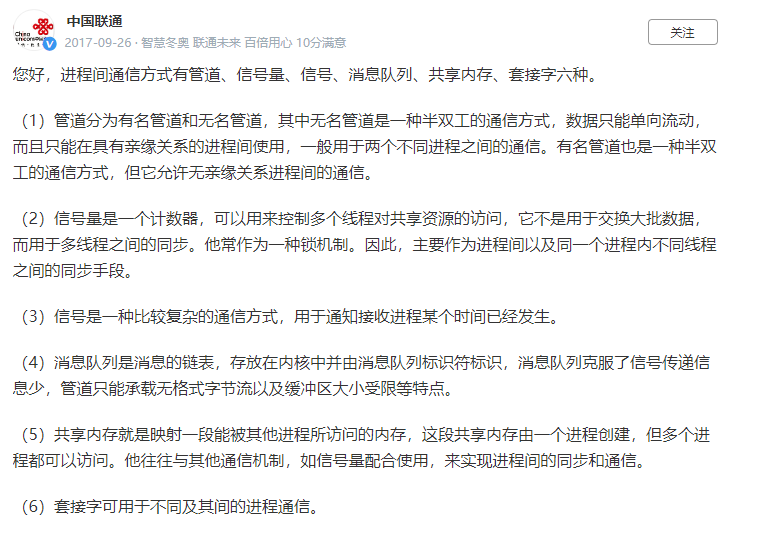 中国联通
2017-09-26 · 智慧冬奥 联通未来 百倍用心 10分满意
关注
China
unicom
您好，进程间通信方式有管道、信号量、信号、消息队列、共享内存、套接字六种。
（1）管道分为有名管道和无名管道，其中无名管道是一种半双工的通信方式，数据只能单向流动，
而且只能在具有亲缘关系的进程间使用，一般用于两个不同进程之间的通信。有名管道也是一种半双
工的通信方式，但它允许无亲缘关系进程间的通信。
（2）信号量是一个计数器，可以用来控制多个线程对共享资源的访问，它不是用于交换大批数据，
而用于多线程之间的同步。他常作为一种锁机制。因此，主要作为进程间以及同一个进程内不同线程
之间的同步手段。
（3）信号是一种比较复杂的通信方式，用于通知接收进程某个时间已经发生。
（4）消息队列是消息的链表，存放在内核中并由消息队列标识符标识，消息队列克服了信号传递信
息少，管道只能承载无格式字节流以及缓冲区大小受限等特点。
（5）共享内存就是映射一段能被其他进程所访问的内存，这段共享内存由一个进程创建，但多个进
程都可以访问。他往往与其他通信机制，如信号量配合使用，来实现进程间的同步和通信。
（6）套接字可用于不同及其间的进程通信。